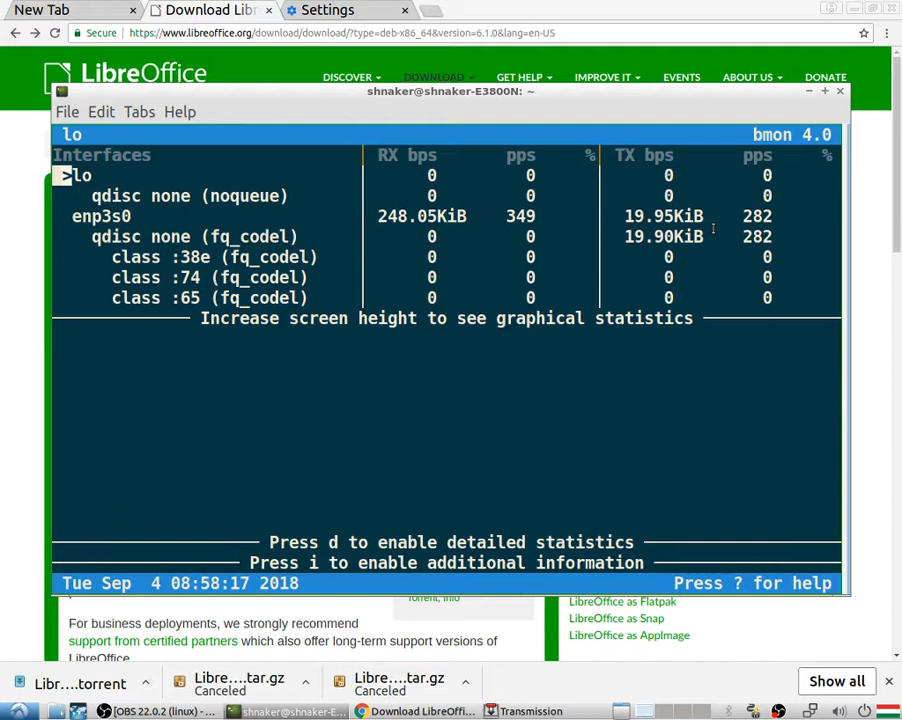 New Tab × Download Libr × Settings ×
Secure https://www.libreoffice.org/download/download/?type=deb-x86_64&version=6.1.0&lang=en-US
LibreOffice DISCOVER DOWNLOAD GET HELP IMPROVE IT EVENTS ABOUT US DONATE
shnaker@shnaker-E3800N: ~
File Edit Tabs Help
lo bmon 4.0
Interfaces RX bps pps % TX bps pps %
>lo 0 0 0 0
qdisc none (noqueue) 0 0 0 0
enp3s0 248.05KiB 349 19.95KiB 282
qdisc none (fq_codel) 0 0 19.90KiB 282
class :38e (fq_codel) 0 0 0 0
class :74 (fq_codel) 0 0 0 0
class :65 (fq_codel) 0 0 0 0
Increase screen height to see graphical statistics
Press d to enable detailed statistics
Press i to enable additional information
Tue Sep 4 08:58:17 2018 Press ? for help
Torrent, Info
LibreOffice as Flatpak
LibreOffice as Snap
LibreOffice as AppImage
For business deployments, we strongly recommend
support from certified partners which also offer long-term support versions of
LibreOffice.
Libr....torrent Libre....tar.gz Canceled Libre....tar.gz Canceled Show all
[OBS 22.0.2 (linux) -... shnaker@shnaker-E... Download LibreOffi... Transmission